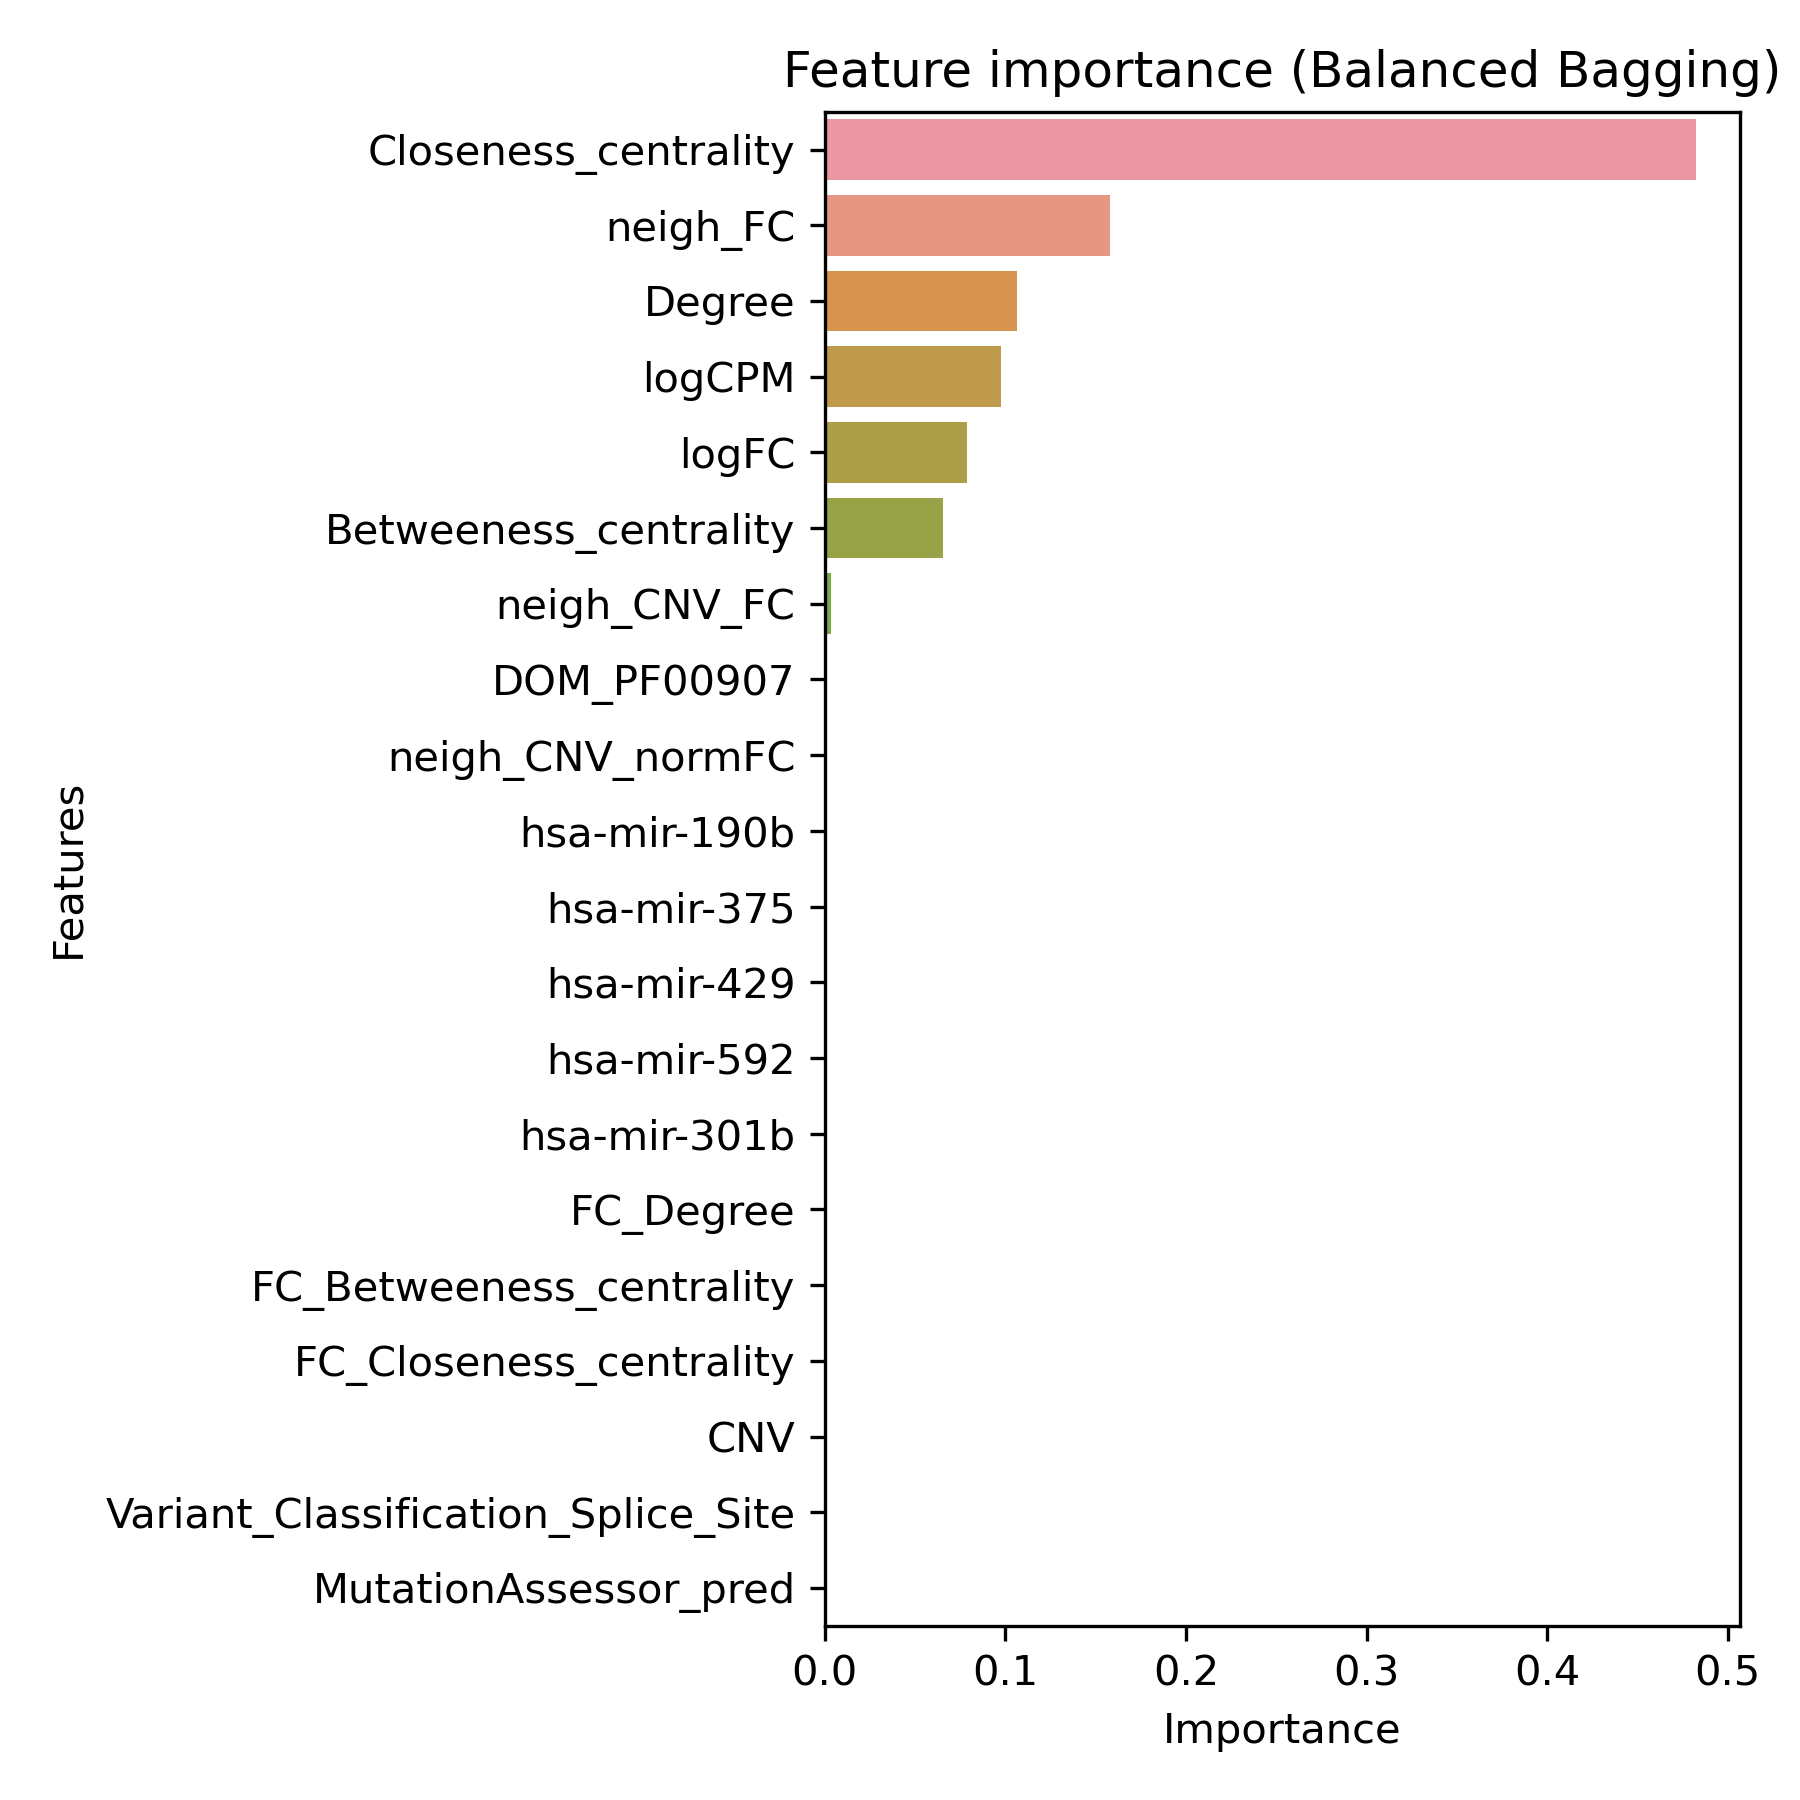 Feature importance (Balanced Bagging)
Closeness_centrality
neigh_FC
Degree
logCPM
logFC
Betweeness_centrality
neigh_CNV_FC
DOM_PF00907
neigh_CNV_normFC
hsa-mir-190b
hsa-mir-375
hsa-mir-429
hsa-mir-592
hsa-mir-301b
FC_Degree
FC_Betweeness_centrality
FC_Closeness_centrality
CNV
Variant_Classification_Splice_Site
MutationAssessor_pred
Features
0.0 0.1 0.2 0.3 0.4 0.5
Importance